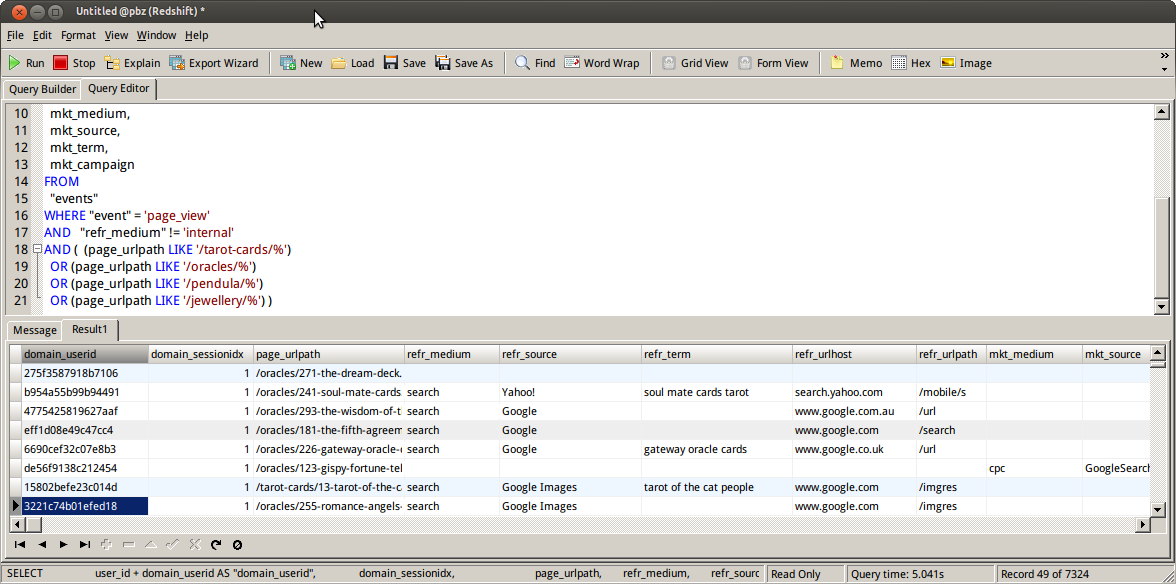 Untitled @pbz (Redshift) *
File Edit Format View Window Help
Run Stop Explain Export Wizard New Load Save Save As Find Word Wrap Grid View Form View Memo Hex Image
Query Builder Query Editor
10 mkt_medium,
11 mkt_source,
12 mkt_term,
13 mkt_campaign
14 FROM
15 "events"
16 WHERE "event" = 'page_view'
17 AND "refr_medium" != 'internal'
18 AND ( (page_urlpath LIKE '/tarot-cards/%')
19 OR (page_urlpath LIKE '/oracles/%')
20 OR (page_urlpath LIKE '/pendula/%')
21 OR (page_urlpath LIKE '/jewellery/%') )
Message Result1
domain_userid domain_sessionidx page_urlpath refr_medium refr_source refr_term refr_urlhost refr_urlpath mkt_medium mkt_source
275f3587918b7106 1 /oracles/271-the-dream-deck.
b954a55b99b94491 1 /oracles/241-soul-mate-cards search Yahoo! soul mate cards tarot search.yahoo.com /mobile/s
4775425819627aaf 1 /oracles/293-the-wisdom-of-t search Google www.google.com.au /url
eff1d08e49c47cc4 1 /oracles/181-the-fifth-agreem search Google www.google.com /search
6690cef32c07e8b3 1 /oracles/226-gateway-oracle-c search Google gateway oracle cards www.google.co.uk /url
de56f9138c212454 1 /oracles/123-gispy-fortune-tel cpc GoogleSearch
15802befe23c014d 1 /tarot-cards/13-tarot-of-the-c search Google Images tarot of the cat people www.google.com /imgres
3221c74b01efed18 1 /oracles/255-romance-angels- search Google Images www.google.com /imgres
SELECT user_id + domain_userid AS "domain_userid", domain_sessionidx, page_urlpath, refr_medium, refr_sourc Read Only Query time: 5.041s Record 49 of 7324